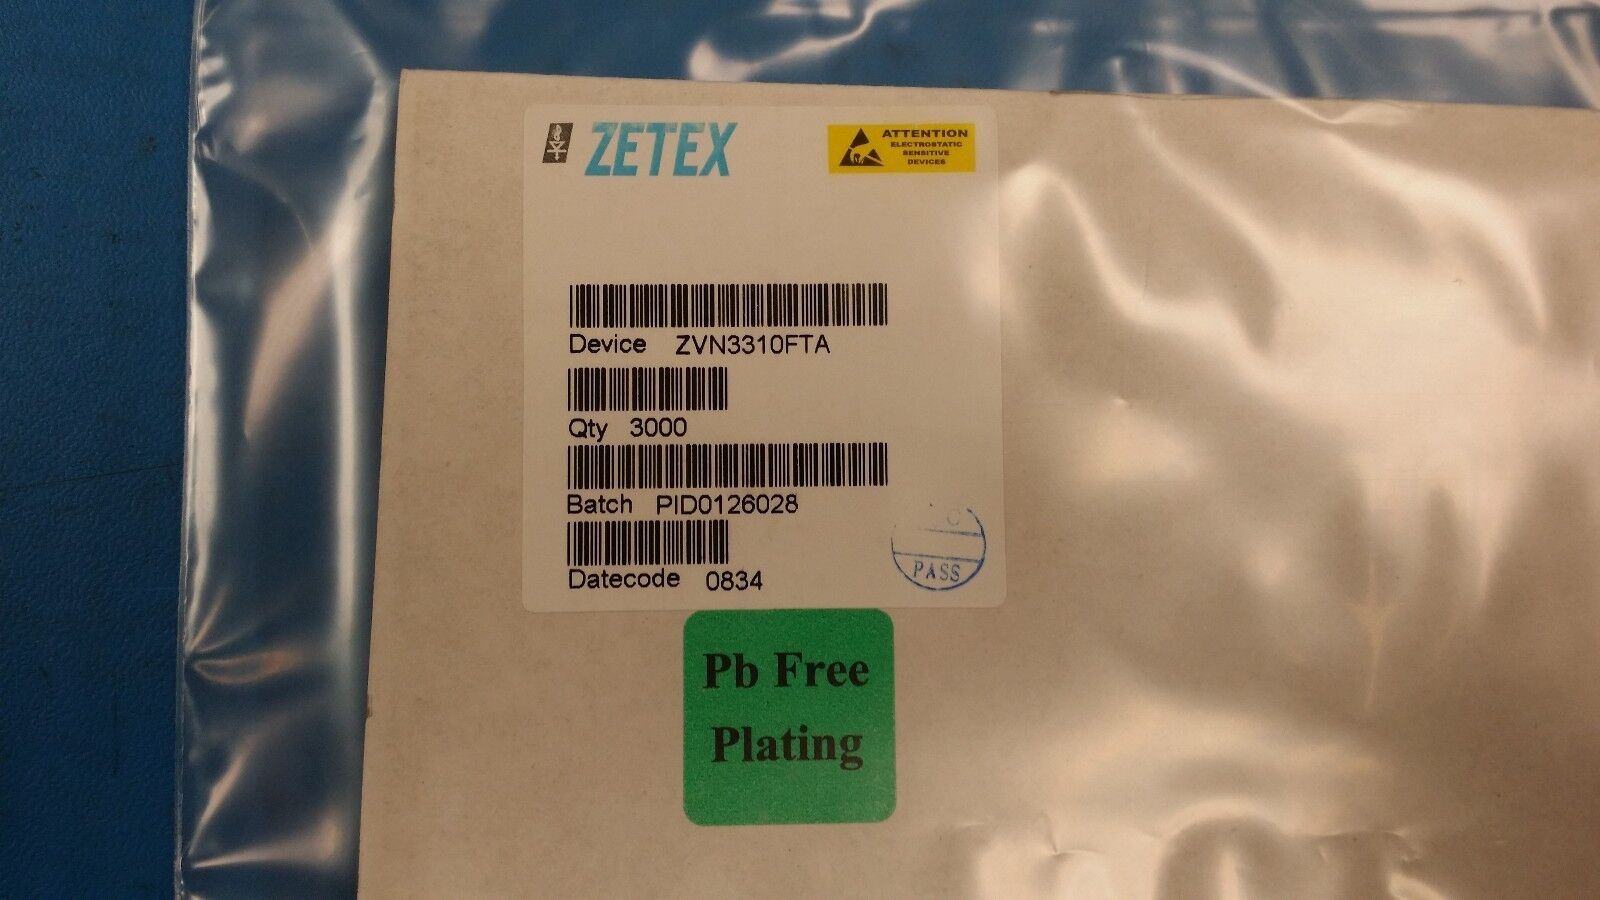 ZETEX
ATTENTION
ELECTROSTATIC
SENSITIVE
DEVICES
Device ZVN3310FTA
Qty 3000
Batch PID0126028
Datecode 0834
C
PASS
Pb Free
Plating